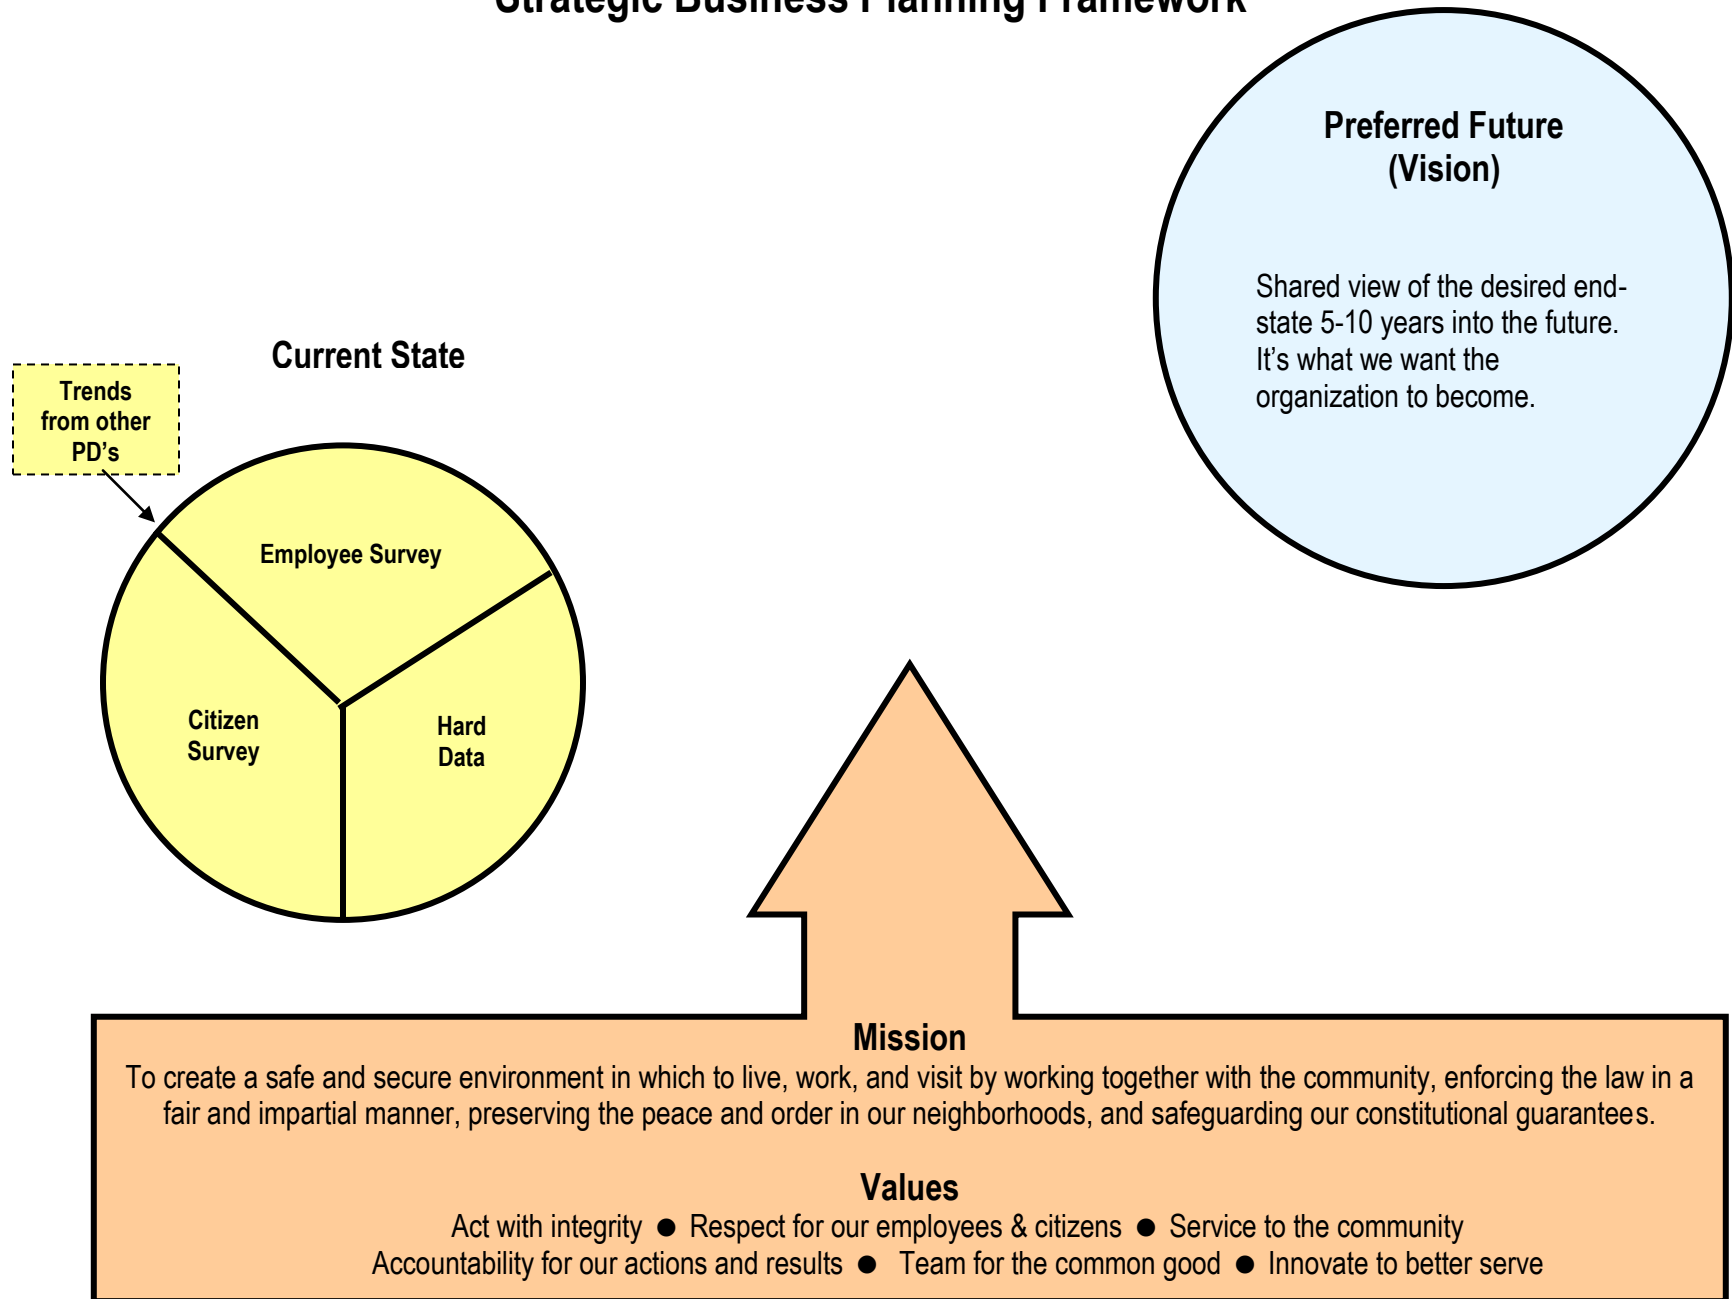 Strategic Business Planning Framework
Preferred Future
(Vision)
Shared view of the desired end-
state 5-10 years into the future.
It’s what we want the
organization to become.
Current State
Trends
from other
PD’s
Employee Survey
Citizen
Survey
Hard
Data
Mission
To create a safe and secure environment in which to live, work, and visit by working together with the community, enforcing the law in a
fair and impartial manner, preserving the peace and order in our neighborhoods, and safeguarding our constitutional guarantees.
Values
Act with integrity ● Respect for our employees & citizens ● Service to the community
Accountability for our actions and results ● Team for the common good ● Innovate to better serve